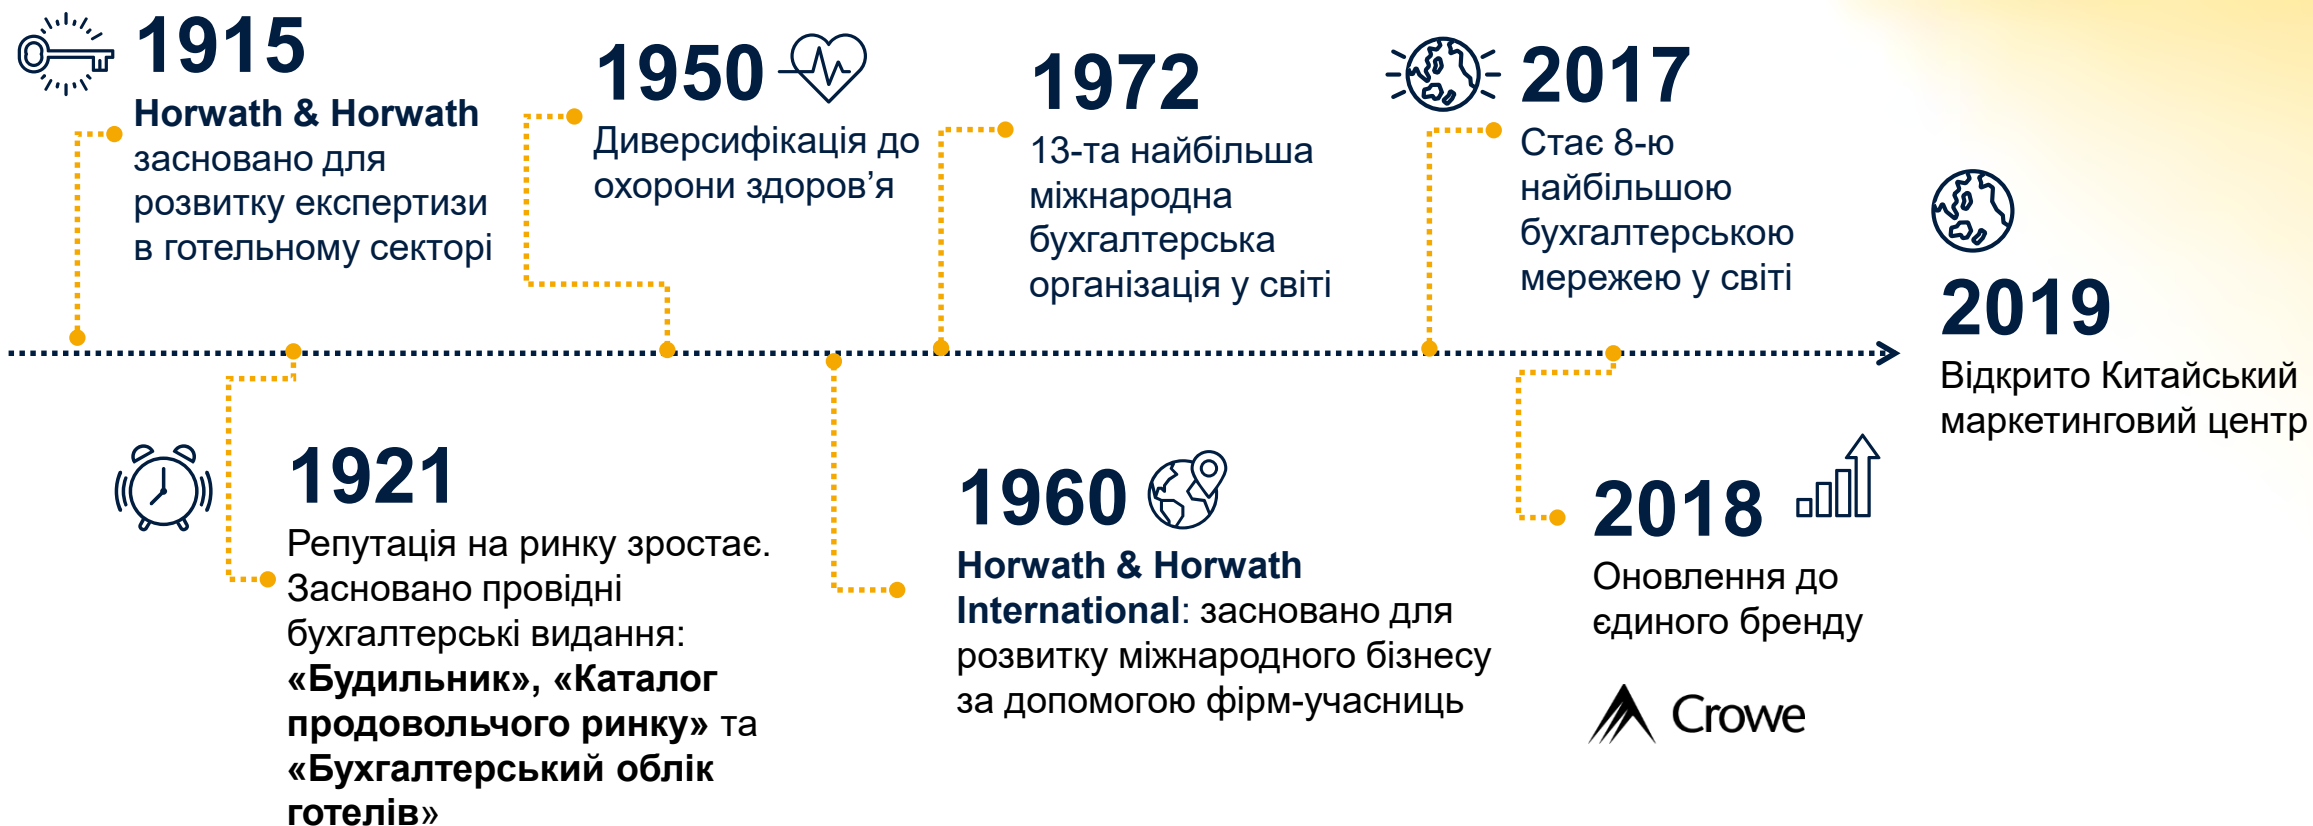 1915
Horwath & Horwath
засновано для
розвитку експертизи
в готельному секторі
1921
Репутація на ринку зростає.
Засновано провідні
бухгалтерські видання:
«Будильник», «Каталог
продовольчого ринку» та
«Бухгалтерський облік
готелів»
1950
Диверсифікація до
охорони здоров’я
1960
Horwath & Horwath
International: засновано для
розвитку міжнародного бізнесу
за допомогою фірм-учасниць
1972
13-та найбільша
міжнародна
бухгалтерська
організація у світі
2017
Стає 8-ю
найбільшою
бухгалтерською
мережею у світі
2018
Оновлення до
єдиного бренду
Crowe
2019
Відкрито Китайський
маркетинговий центр